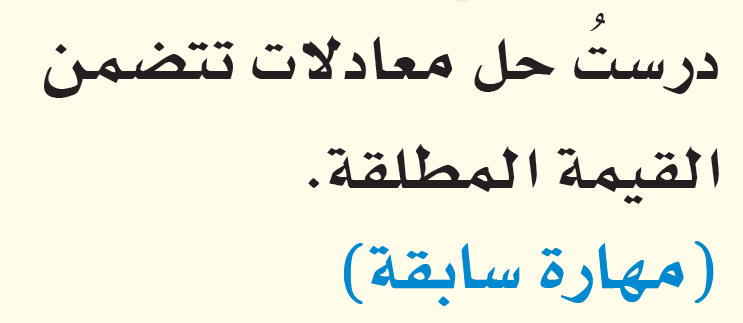 درستُ حل معادلات تتضمن
القيمة المطلقة.
(مهارة سابقة)